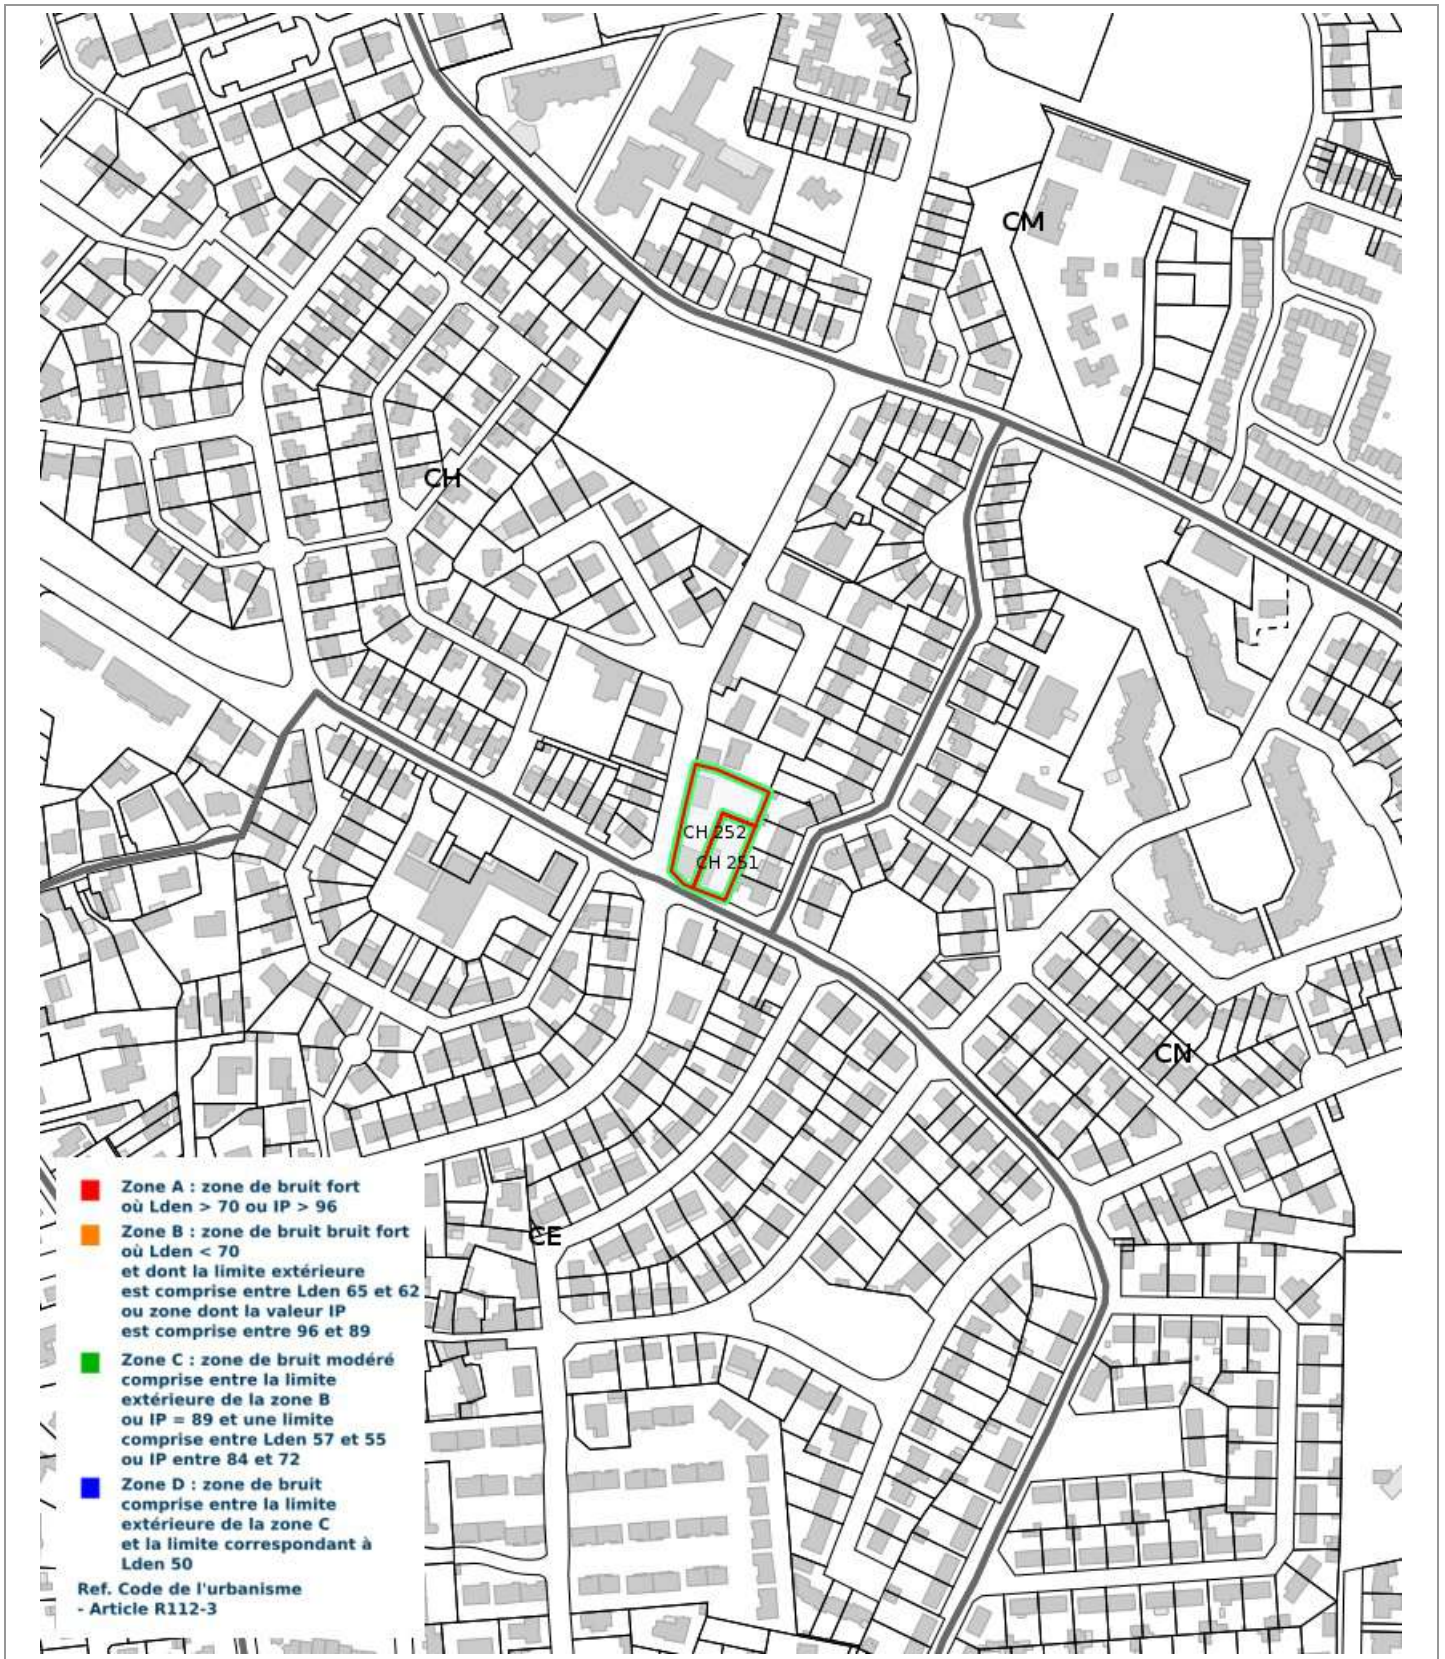 CM
CH
CH 252
CH 251
CN
CE
Zone A : zone de bruit fort
où Lden > 70 ou IP > 96
Zone B : zone de bruit bruit fort
où Lden < 70
et dont la limite extérieure
est comprise entre Lden 65 et 62
ou zone dont la valeur IP
est comprise entre 96 et 89
Zone C : zone de bruit modéré
comprise entre la limite
extérieure de la zone B
ou IP = 89 et une limite
comprise entre Lden 57 et 55
ou IP entre 84 et 72
Zone D : zone de bruit
comprise entre la limite
extérieure de la zone C
et la limite correspondant à
Lden 50
Ref. Code de l'urbanisme
- Article R112-3